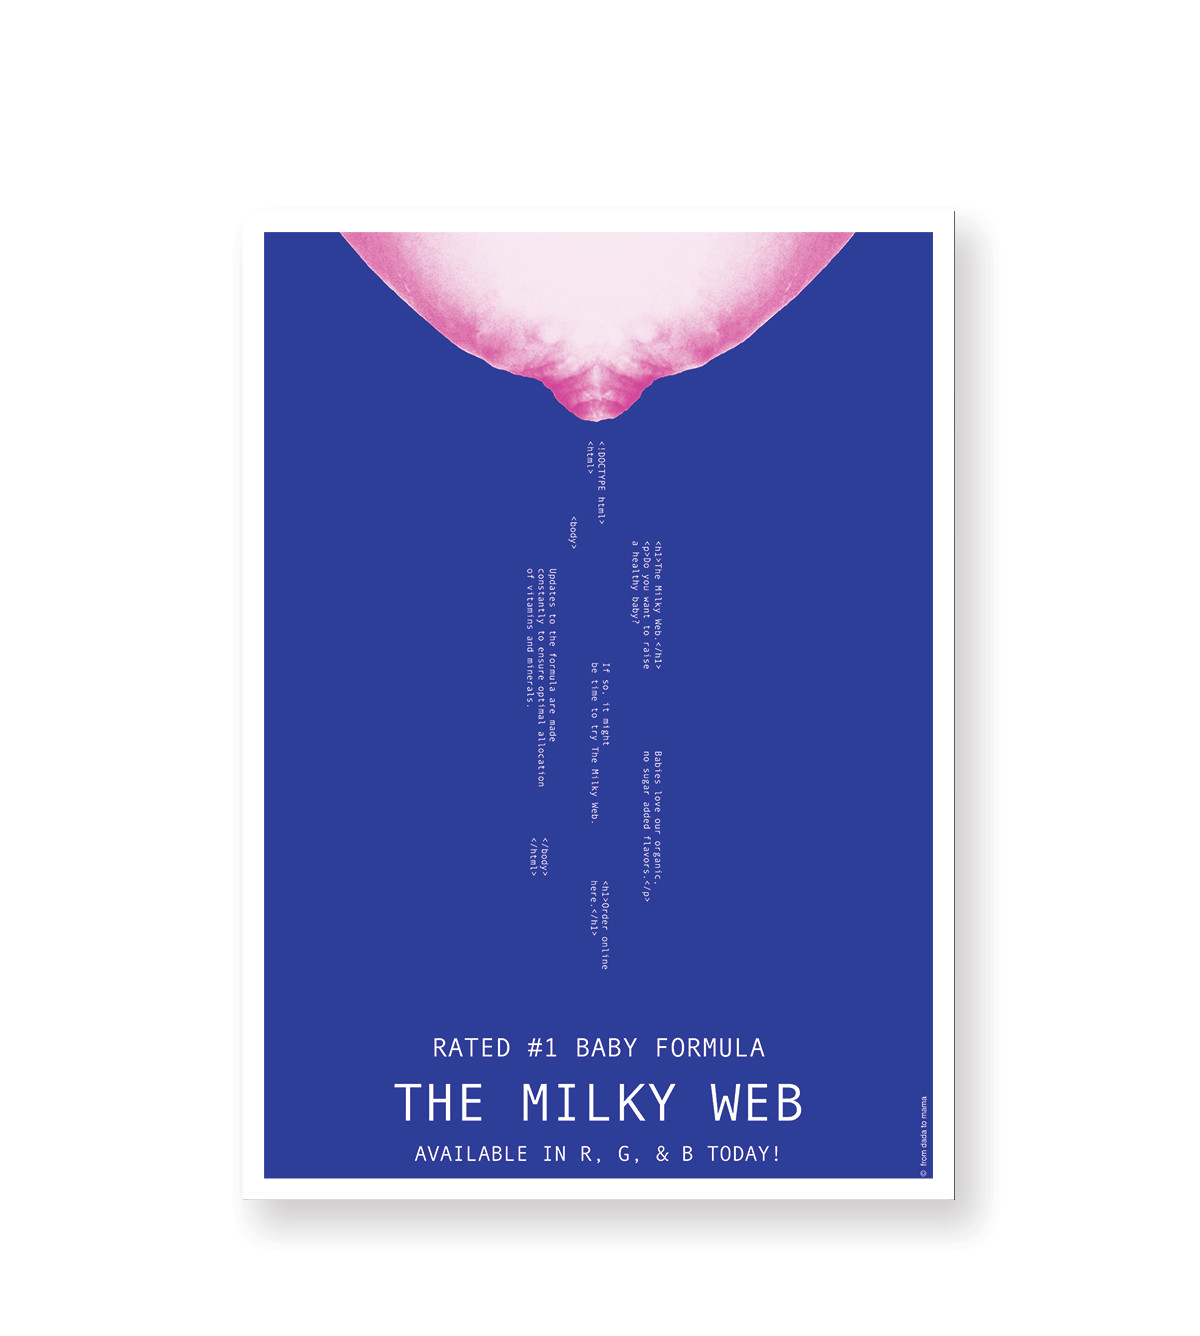 <!DOCTYPE html>
<html>
<body>
<h1>The Milky Web.</h1>
<p>Do you want to raise
a healthy baby?
If so, it might
be time to try The Milky Web.
Updates to the formula are made
constantly to ensure optimal allocation
of vitamins and minerals.
Babies love our organic,
no sugar added flavors.</p>
<h1>Order online
here.</h1>
</body>
</html>
RATED #1 BABY FORMULA
THE MILKY WEB
AVAILABLE IN R, G, & B TODAY!
© from dada to mama